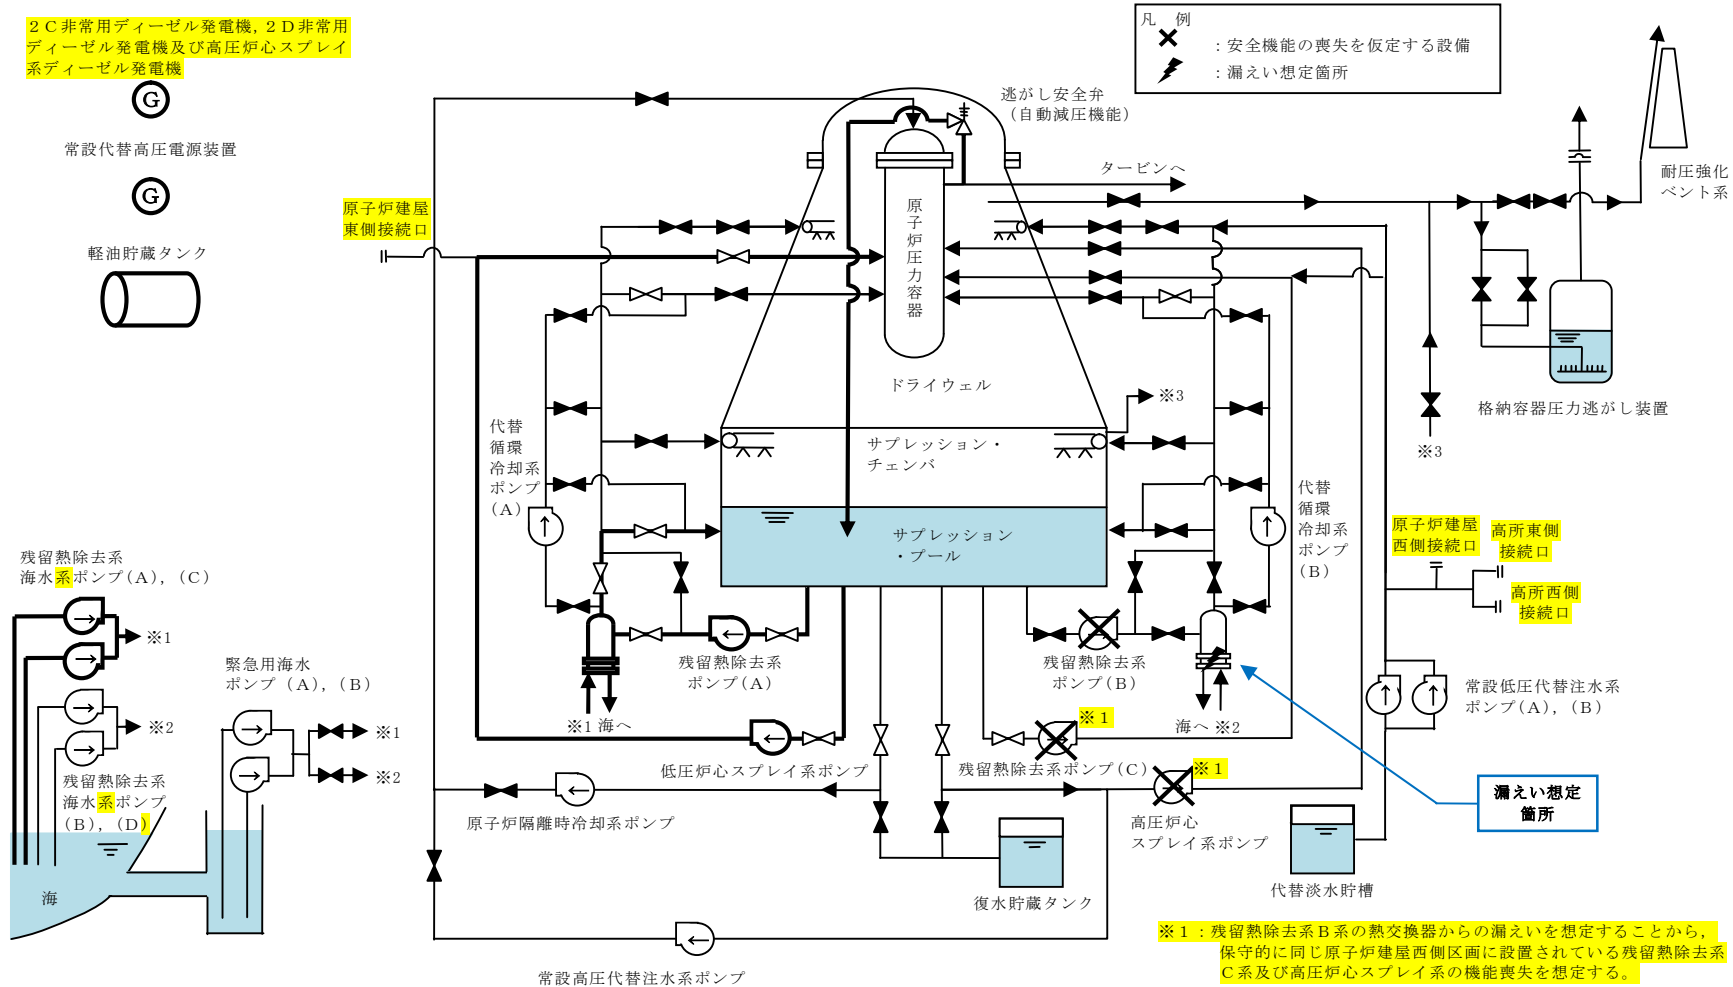 ２Ｃ非常用ディーゼル発電機，２Ｄ非常用
ディーゼル発電機及び高圧炉心スプレイ
系ディーゼル発電機
G
常設代替高圧電源装置
G
軽油貯蔵タンク
凡　例
：安全機能の喪失を仮定する設備
：漏えい想定箇所
逃がし安全弁
（自動減圧機能）
タービンへ
耐圧強化
ベント系
原子炉建屋
東側接続口
原子炉圧力容器
ドライウェル
※3
格納容器圧力逃がし装置
※3
代替
循環
冷却系
ポンプ
（A）
サプレッション・
チェンバ
サプレッション
・プール
代替
循環
冷却系
ポンプ
（B）
原子炉建屋
西側接続口
高所東側
接続口
高所西側
接続口
残留熱除去系
海水系ポンプ（A），（C）
※1
※2
残留熱除去系
海水系ポンプ
（B），（D）
海
緊急用海水
ポンプ（A），（B）
※1
※2
残留熱除去系
ポンプ（A）
※1 海へ
残留熱除去系
ポンプ（B）
海へ ※2
常設低圧代替注水系
ポンプ（A），（B）
低圧炉心スプレイ系ポンプ
※１
残留熱除去系ポンプ（C）
※１
高圧炉心
スプレイ系ポンプ
漏えい想定
箇所
原子炉隔離時冷却系ポンプ
復水貯蔵タンク
代替淡水貯槽
常設高圧代替注水系ポンプ
※１：残留熱除去系Ｂ系の熱交換器からの漏えいを想定することから，
保守的に同じ原子炉建屋西側区画に設置されている残留熱除去系
Ｃ系及び高圧炉心スプレイ系の機能喪失を想定する。